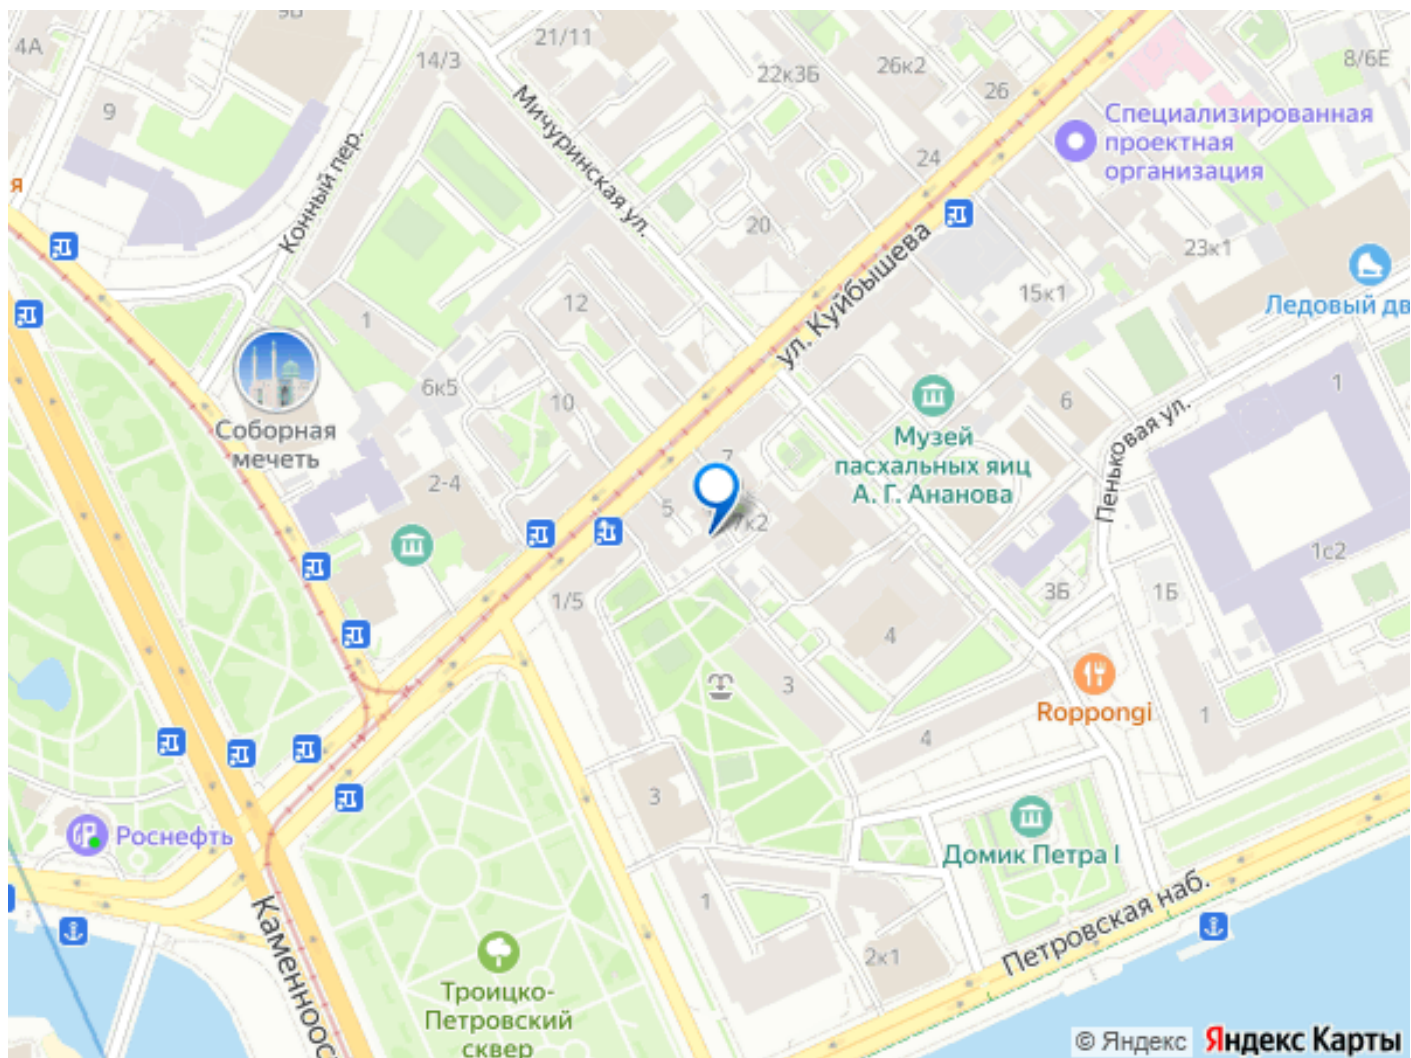 9В
4А
21/11
14/3
22к3Б
26к2
8/6Е
26
9
Специализированная
проектная
организация
Мичуринская ул.
24
Конный пер.
я
20
ул. Куйбышева
23к1
15к1
12
Ледовый дв
1
6к5
10
6
1
Соборная
мечеть
Музей
пасхальных яиц
А. Г. Ананова
Пеньковая ул.
7
2-4
5
7к2
1с2
1/5
3Б
1Б
4
3
Roppongi
1
4
3
Роснефть
Домик Петра I
Петровская наб.
1
Каменноос
2к1
Троицко-
Петровский
сквер
© Яндекс Яндекс Карты